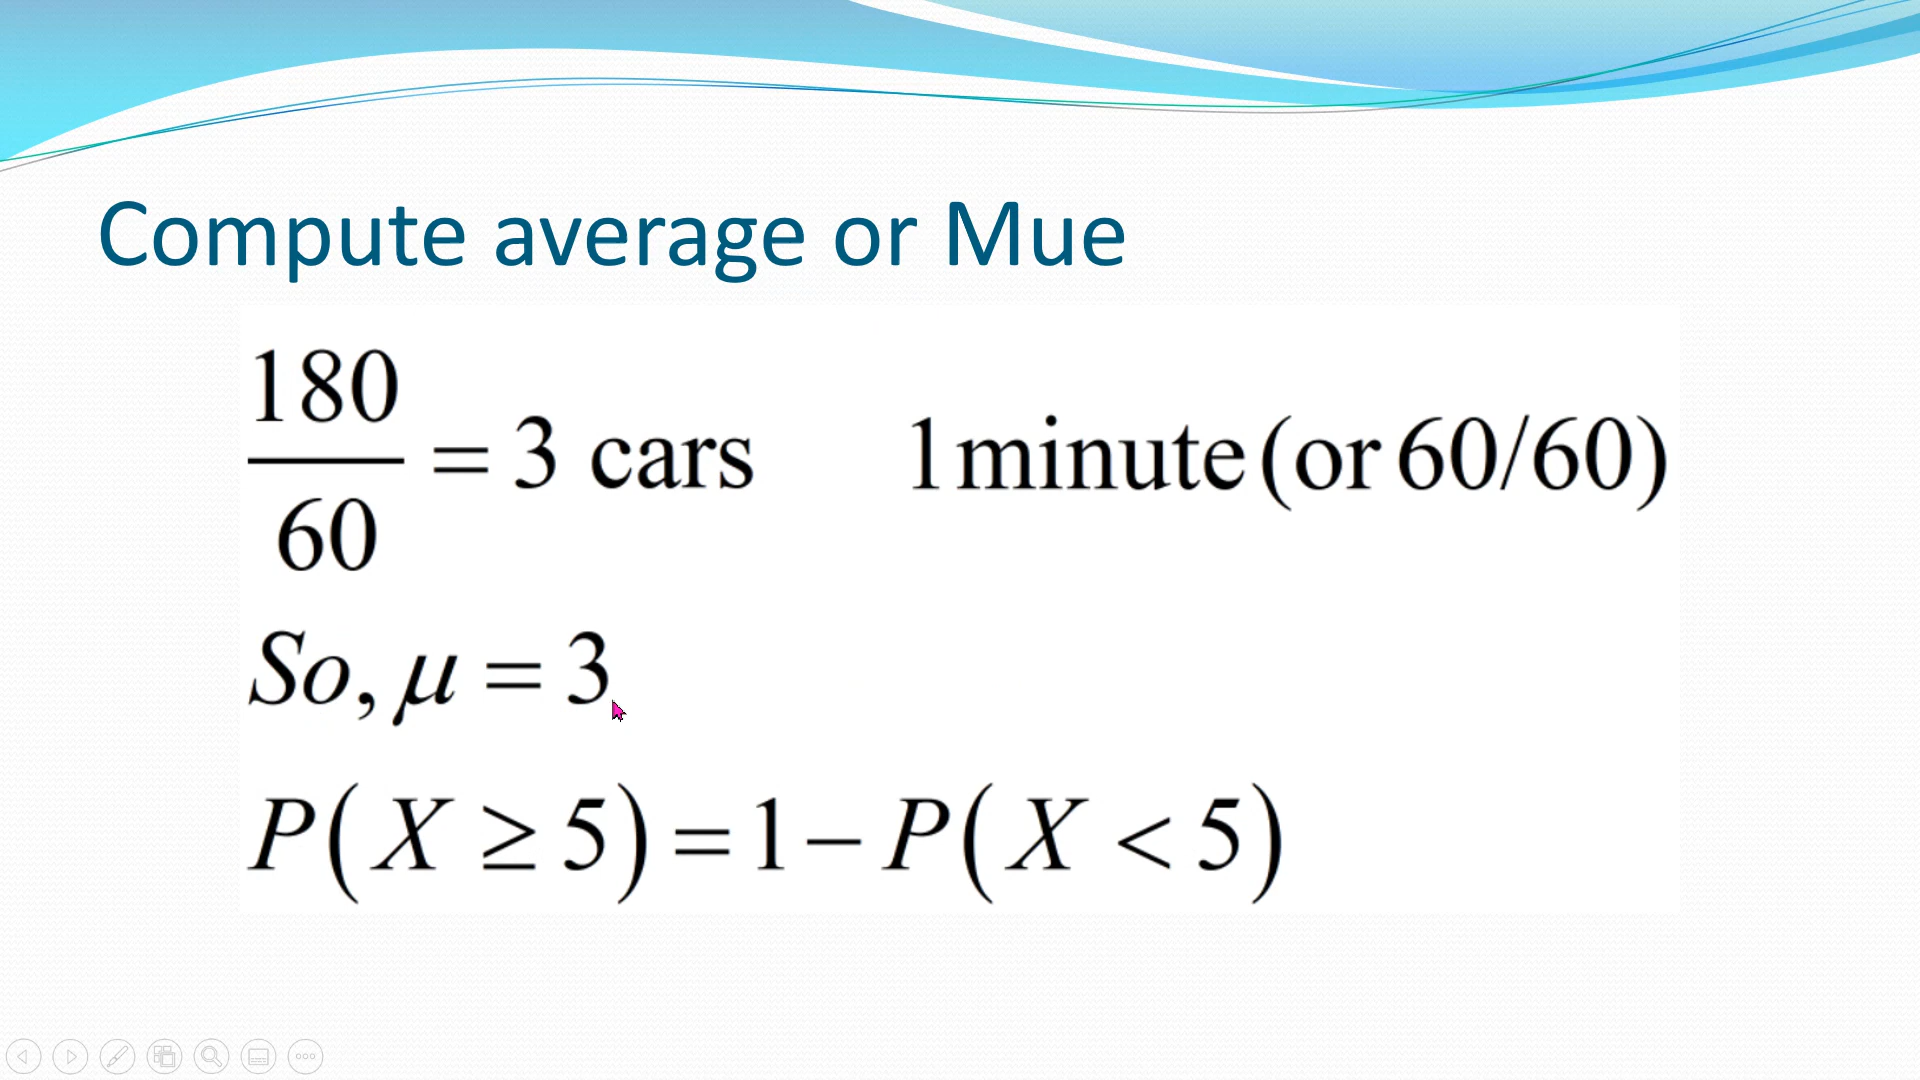 Compute average or Mue
180/60 = 3 cars 1 minute (or 60/60)
So, μ = 3
P(X ≥ 5) = 1 − P(X < 5)